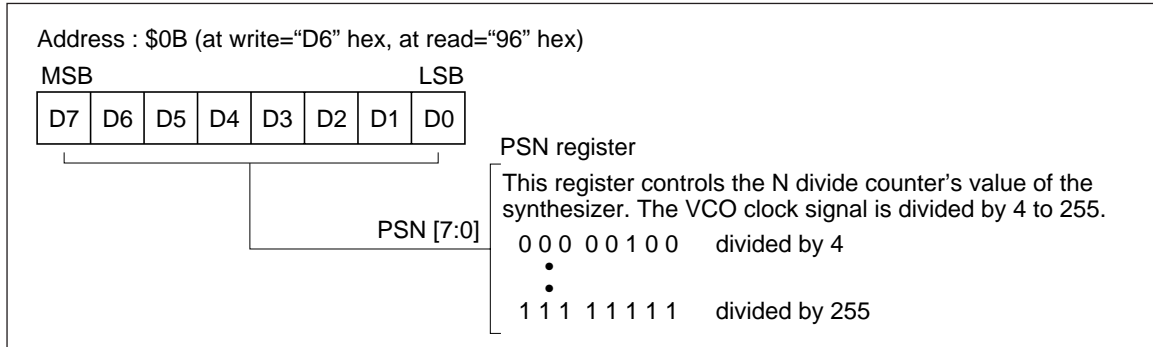 Address : $0B (at write=“D6” hex, at read=“96” hex)
MSB LSB
D7 D6 D5 D4 D3 D2 D1 D0
PSN register
This register controls the N divide counter’s value of the
synthesizer. The VCO clock signal is divided by 4 to 255.
PSN [7:0]
0 0 0 0 0 1 0 0 divided by 4
•
•
1 1 1 1 1 1 1 1 divided by 255